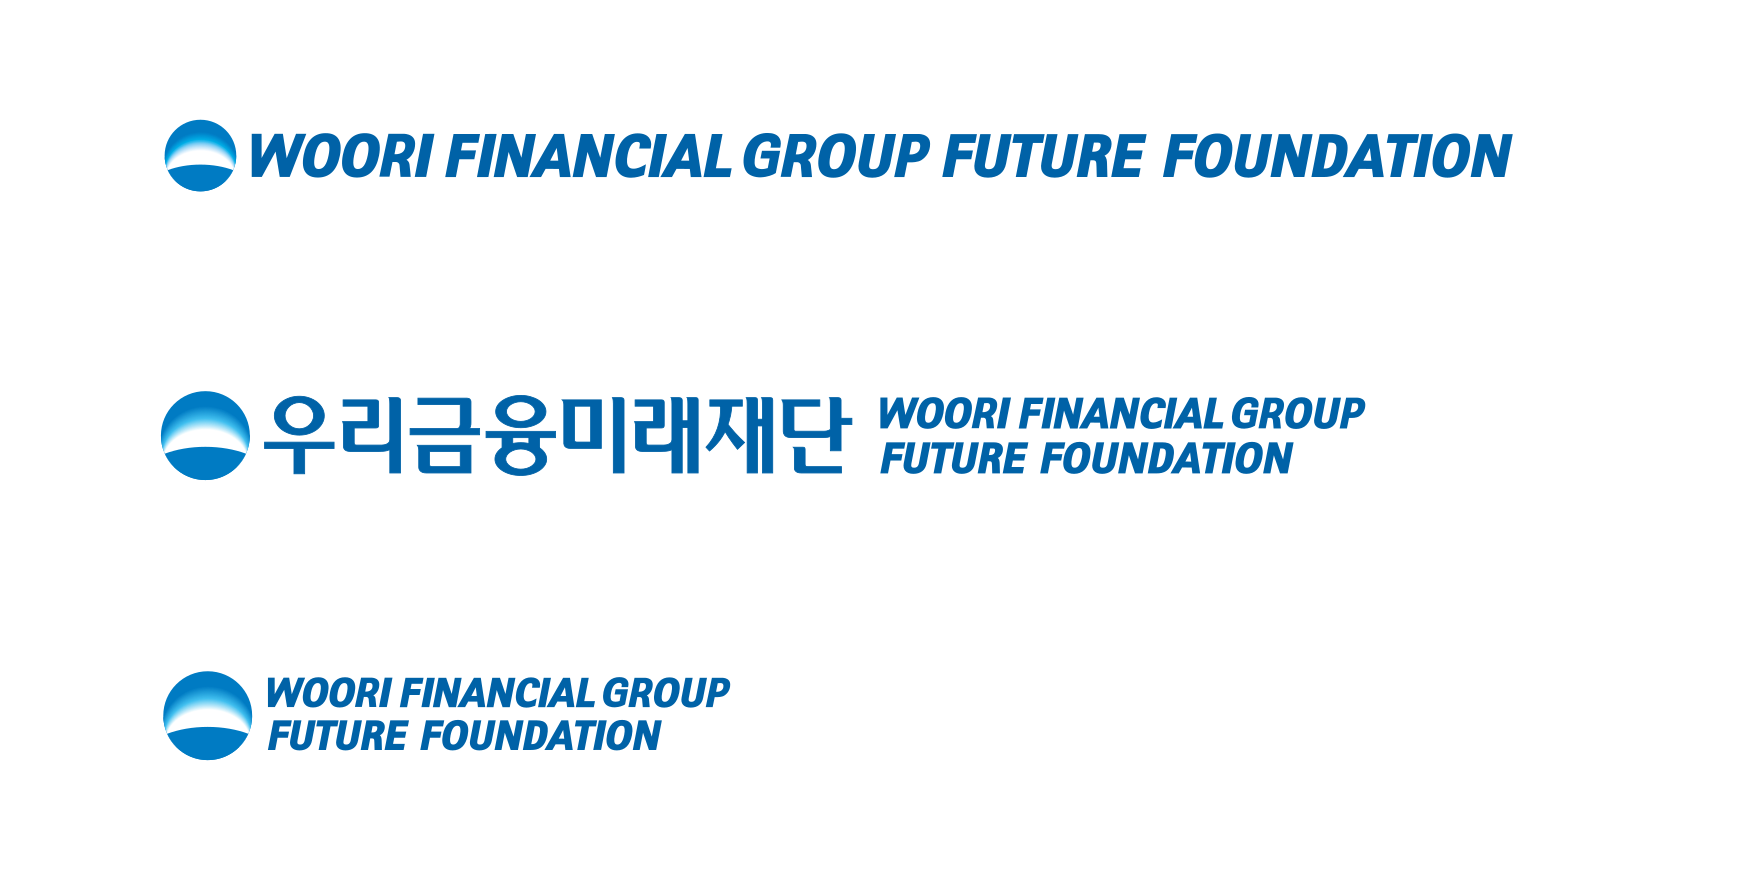 WOORI FINANCIAL GROUP FUTURE FOUNDATION
우리금융미래재단 WOORI FINANCIAL GROUP
FUTURE FOUNDATION
WOORI FINANCIAL GROUP
FUTURE FOUNDATION